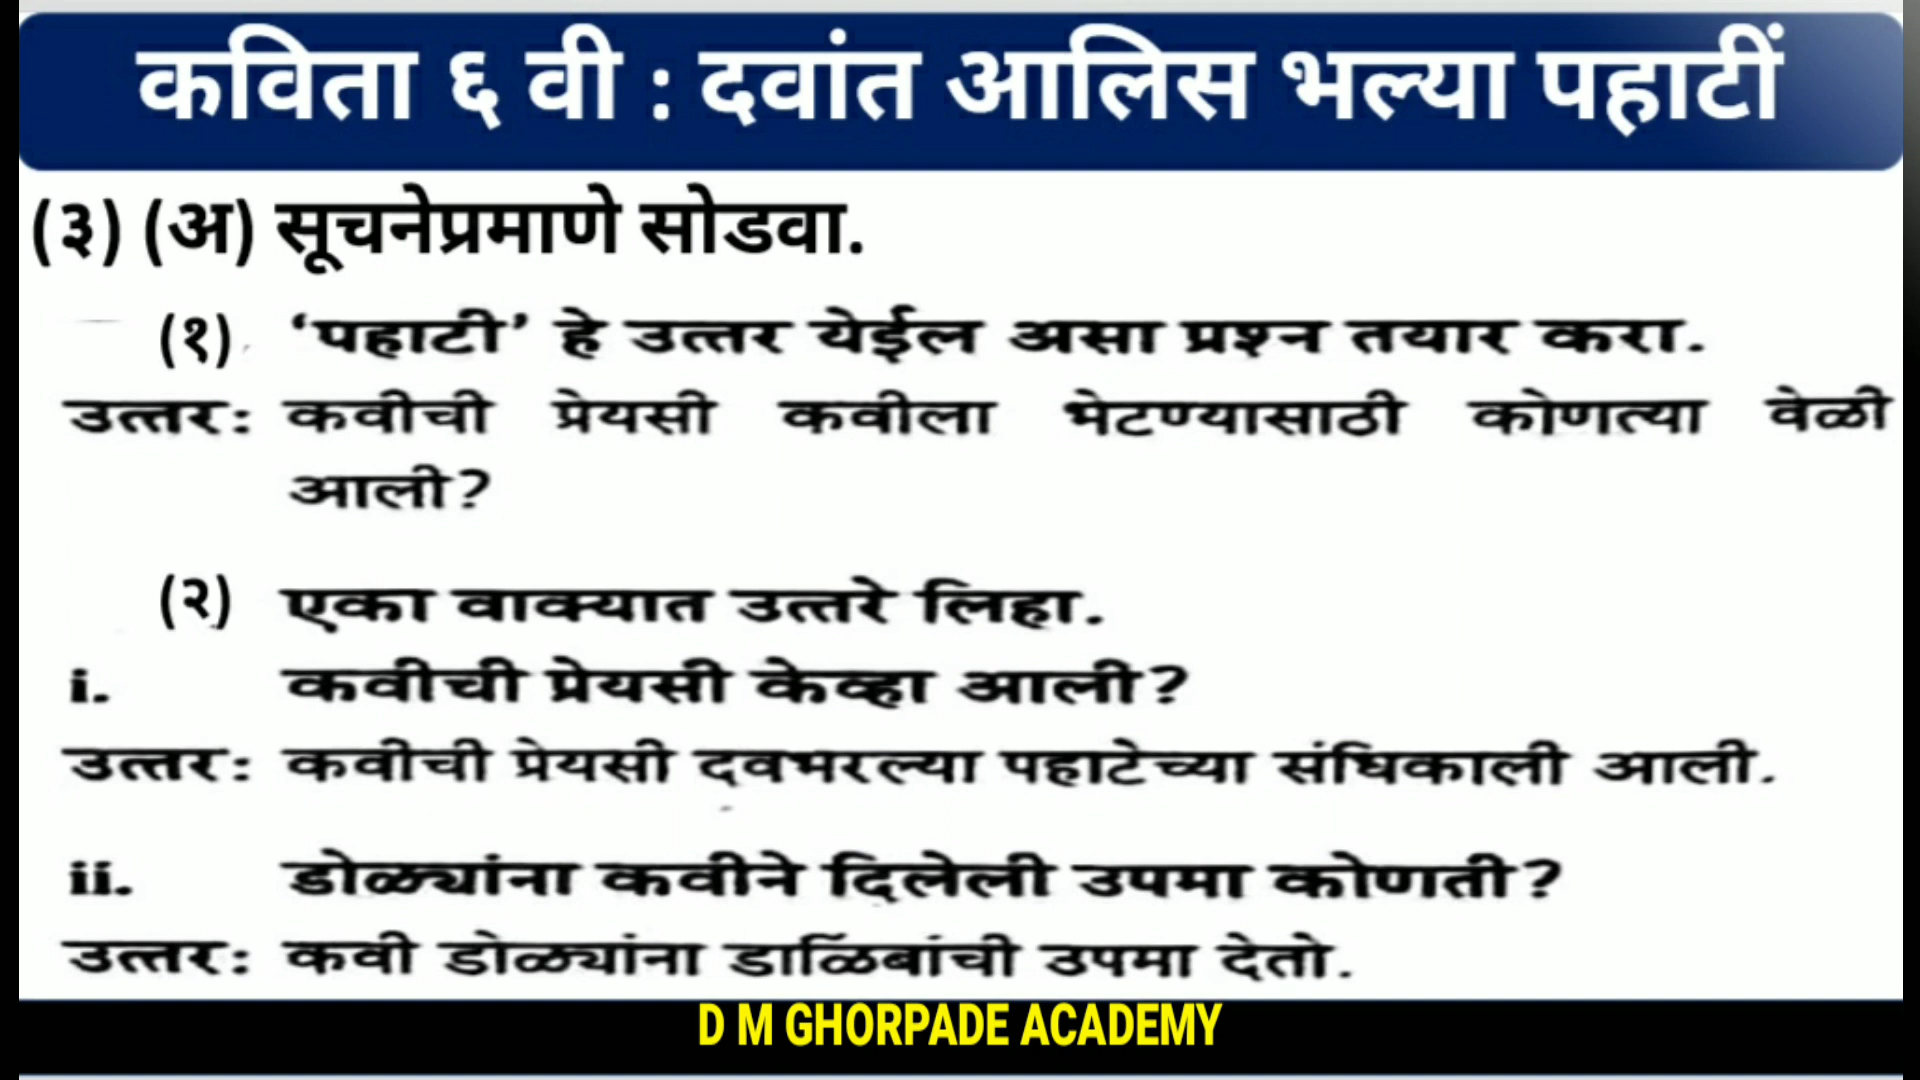 कविता ६ वी : दवांत आलिस भल्या पहाटीं
(३) (अ) सूचनेप्रमाणे सोडवा.
(१) ‘पहाटी’ हे उत्तर येईल असा प्रश्न तयार करा.
उत्तर: कवीची प्रेयसी कवीला भेटण्यासाठी कोणत्या वेळी
आली?
(२) एका वाक्यात उत्तरे लिहा.
i. कवीची प्रेयसी केव्हा आली?
उत्तर: कवीची प्रेयसी दवभरल्या पहाटेच्या संधिकाली आली.
ii. डोळ्यांना कवीने दिलेली उपमा कोणती?
उत्तर: कवी डोळ्यांना डाळिंबांची उपमा देतो.
D M GHORPADE ACADEMY